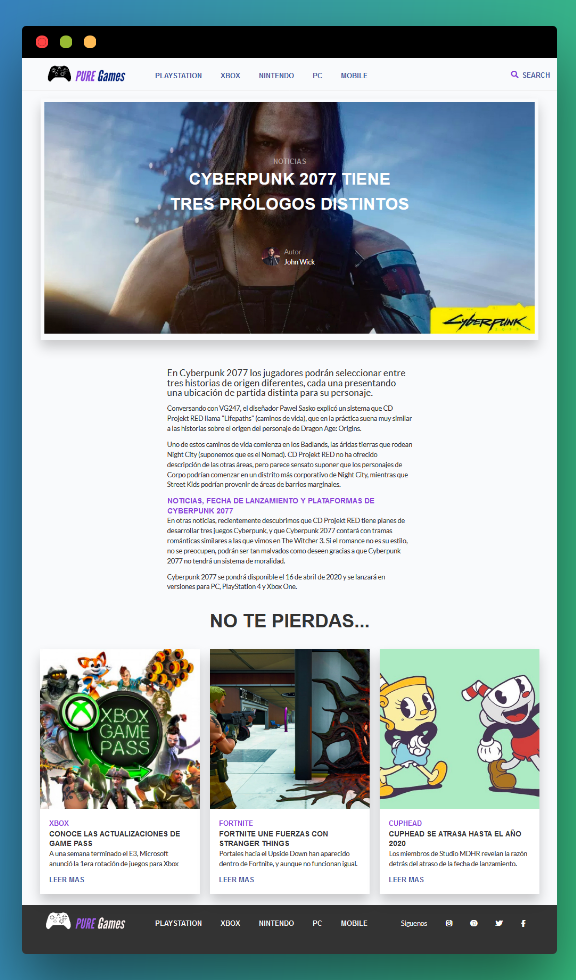 PURE Games
PLAYSTATION
XBOX
NINTENDO
PC
MOBILE
SEARCH
NOTICIAS
CYBERPUNK 2077 TIENE
TRES PRÓLOGOS DISTINTOS
Autor
John Wick
CYBERPUNK
En Cyberpunk 2077 los jugadores podrán seleccionar entre
tres historias de origen diferentes, cada una presentando
una ubicación de partida distinta para su personaje.
Conversando con VG247, el diseñador Pawel Sasko explicó un sistema que CD
Projekt RED llama "Lifepaths" (caminos de vida), que en la práctica suena muy similar
a las historias sobre el origen del personaje de Dragon Age: Origins.
Uno de estos caminos de vida comienza en los Badlands, las áridas tierras que rodean
Night City (suponemos que es el Nomad). CD Projekt RED no ha ofrecido
descripción de las otras áreas, pero parece sensato suponer que los personajes de
Corpo podrían comenzar en un distrito más corporativo de Night City, mientras que
Street Kids podrían provenir de áreas de barrios marginales.
NOTICIAS, FECHA DE LANZAMIENTO Y PLATAFORMAS DE
CYBERPUNK 2077
En otras noticias, recientemente descubrimos que CD Projekt RED tiene planes de
desarrollar tres juegos Cyberpunk, y que Cyberpunk 2077 contará con tramas
románticas similares a las que vimos en The Witcher 3. Si el romance no es su estilo,
no se preocupen, podrán ser tan malvados como deseen gracias a que Cyberpunk
2077 no tendrá un sistema de moralidad.
Cyberpunk 2077 se pondrá disponible el 16 de abril de 2020 y se lanzará en
versiones para PC, PlayStation 4 y Xbox One.
NO TE PIERDAS...
XBOX
GAME
PASS
XBOX
CONOCE LAS ACTUALIZACIONES DE
GAME PASS
A una semana terminado el E3, Microsoft
anunció la 1era rotación de juegos para Xbox
LEER MAS
FORTNITE
FORTNITE UNE FUERZAS CON
STRANGER THINGS
Portales hacia el Upside Down han aparecido
dentro de Fortnite, y aunque no funcionan igual.
LEER MAS
CUPHEAD
CUPHEAD SE ATRASA HASTA EL AÑO
2020
Los miembros de Studio MDHR revelan la razón
detrás del atraso de la fecha de lanzamiento.
LEER MAS
PURE Games
PLAYSTATION
XBOX
NINTENDO
PC
MOBILE
Síguenos